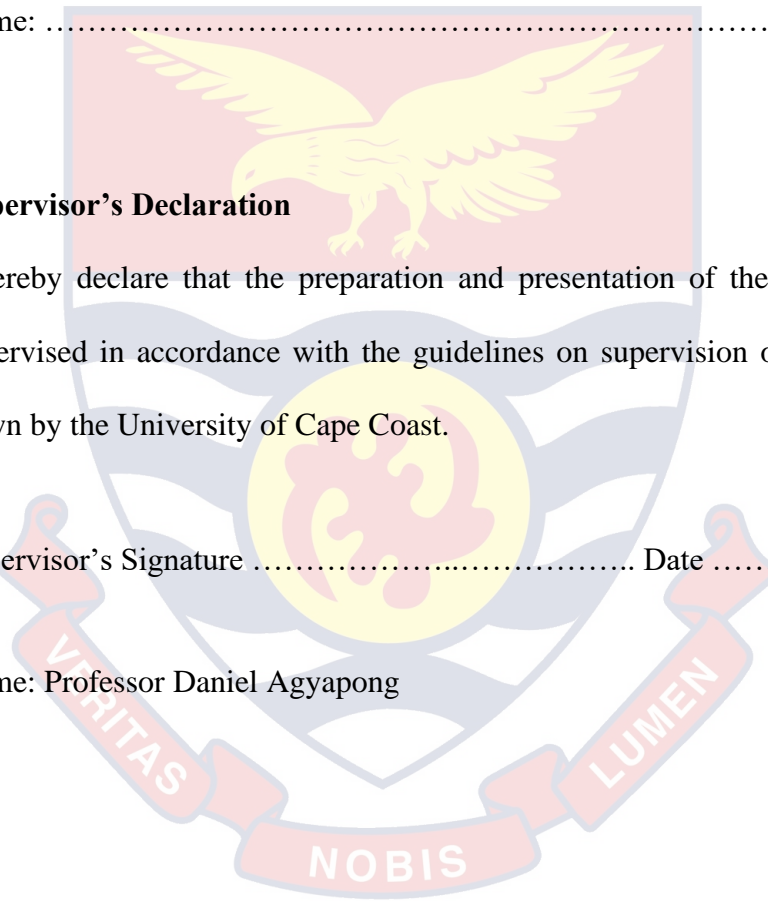 me: ……………………………………………………………………
pervisor’s Declaration
ereby declare that the preparation and presentation of the
ervised in accordance with the guidelines on supervision o
wn by the University of Cape Coast.
ervisor’s Signature ………………..…………….. Date ……
me: Professor Daniel Agyapong
VERITAS
NOBIS
LUMEN